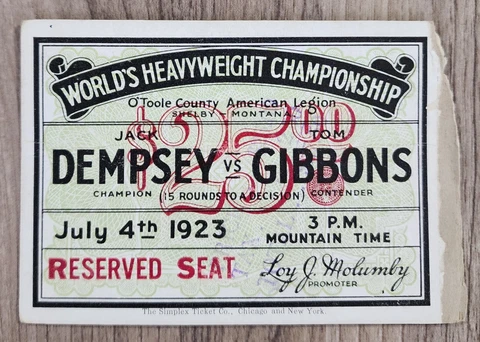 WORLD'S HEAVYWEIGHT CHAMPIONSHIP
O'Toole County American Legion
SHELBY - MONTANA.
$25.00
JACK TOM
DEMPSEY VS GIBBONS
CHAMPION (15 ROUNDS TO A DECISION) CONTENDER
July 4th 1923 3 P.M.
MOUNTAIN TIME
RESERVED SEAT Loy J. Molumby
PROMOTER
The Simplex Ticket Co., Chicago and New York.